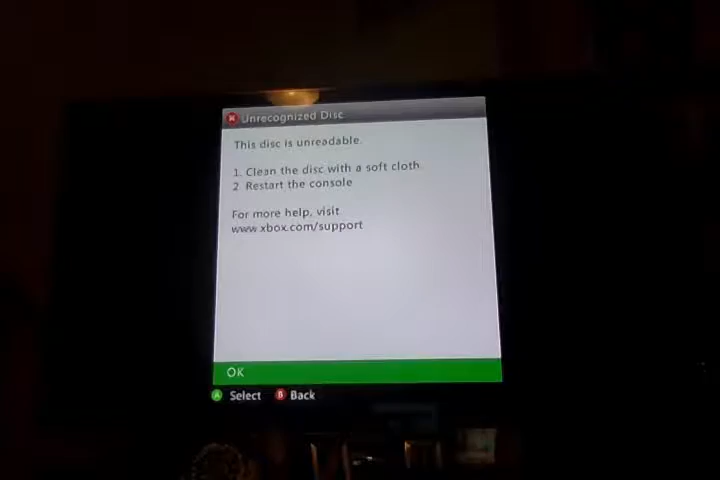 Unrecognized Disc
This disc is unreadable.
1. Clean the disc with a soft cloth
2 Restart the console
For more help, visit
www.xbox.com/support
OK
A Select B Back